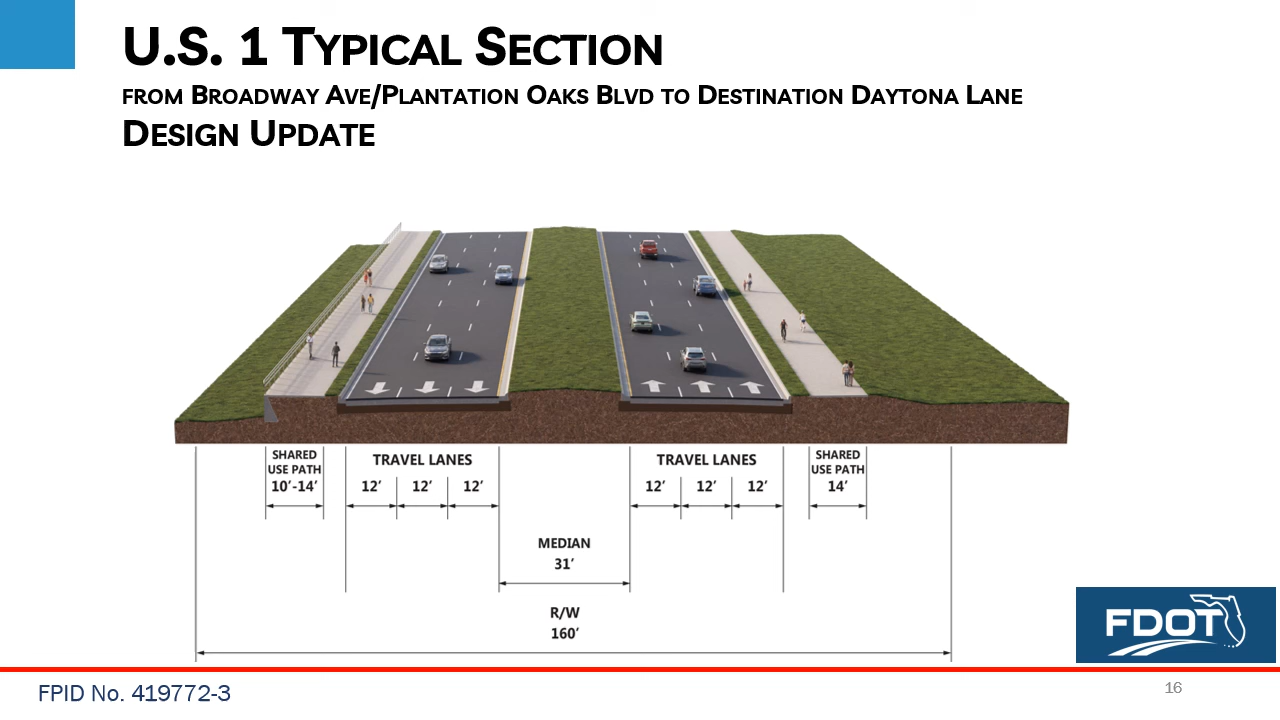 U.S. 1 Typical Section
from Broadway Ave/Plantation Oaks Blvd to Destination Daytona Lane
Design Update
SHARED
USE PATH
10'-14'
TRAVEL LANES
12' 12' 12'
TRAVEL LANES
12' 12' 12'
SHARED
USE PATH
14'
MEDIAN
31'
R/W
160'
FDOT
FPID No. 419772-3
16